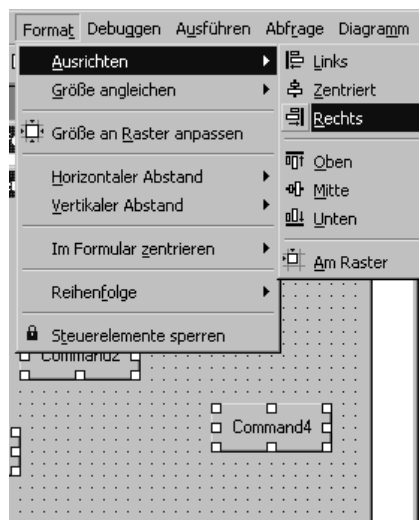 Format Debuggen Ausführen Abfrage Diagramm
Ausrichten
Größe angleichen
Größe an Raster anpassen
Horizontaler Abstand
Vertikaler Abstand
Im Formular zentrieren
Reihenfolge
Steuerelemente sperren
Links
Zentriert
Rechts
Oben
Mitte
Unten
Am Raster
Command2
Command4